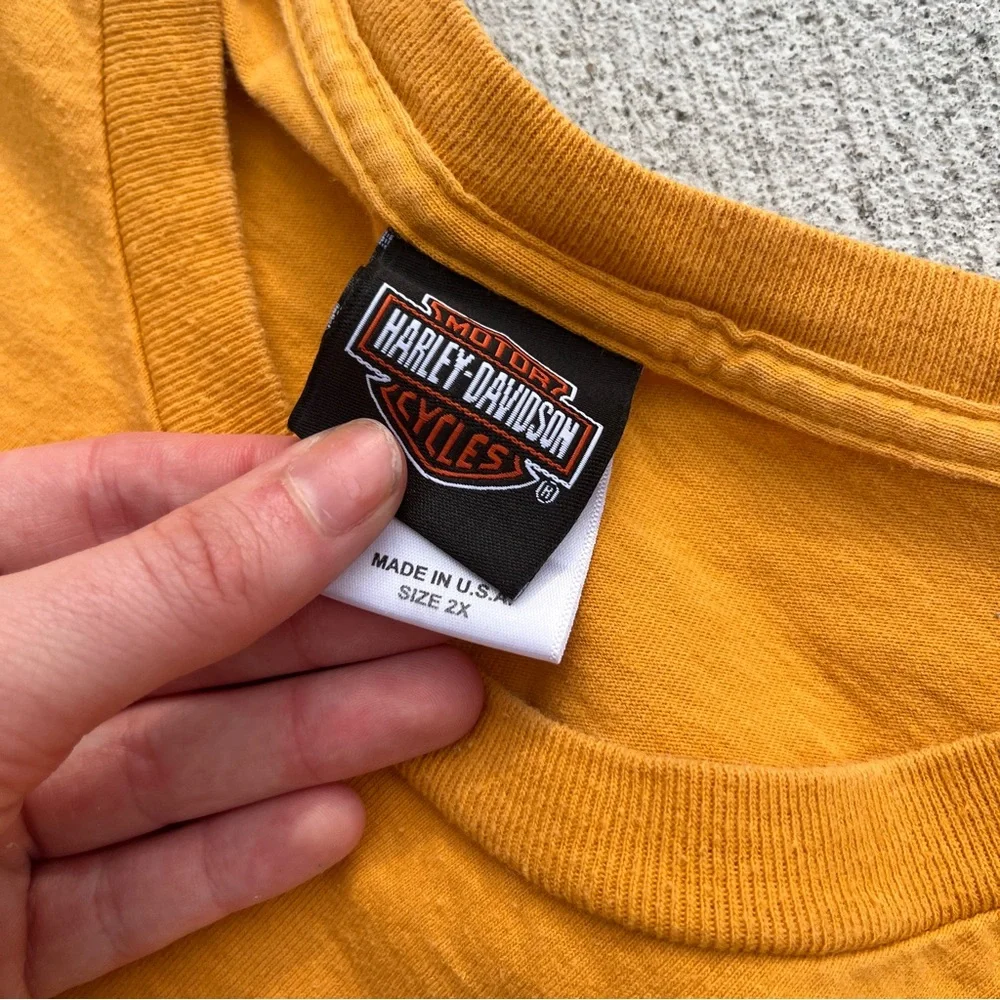 MOTOR
HARLEY-DAVIDSON
CYCLES
®
MADE IN U.S.A.
SIZE 2X